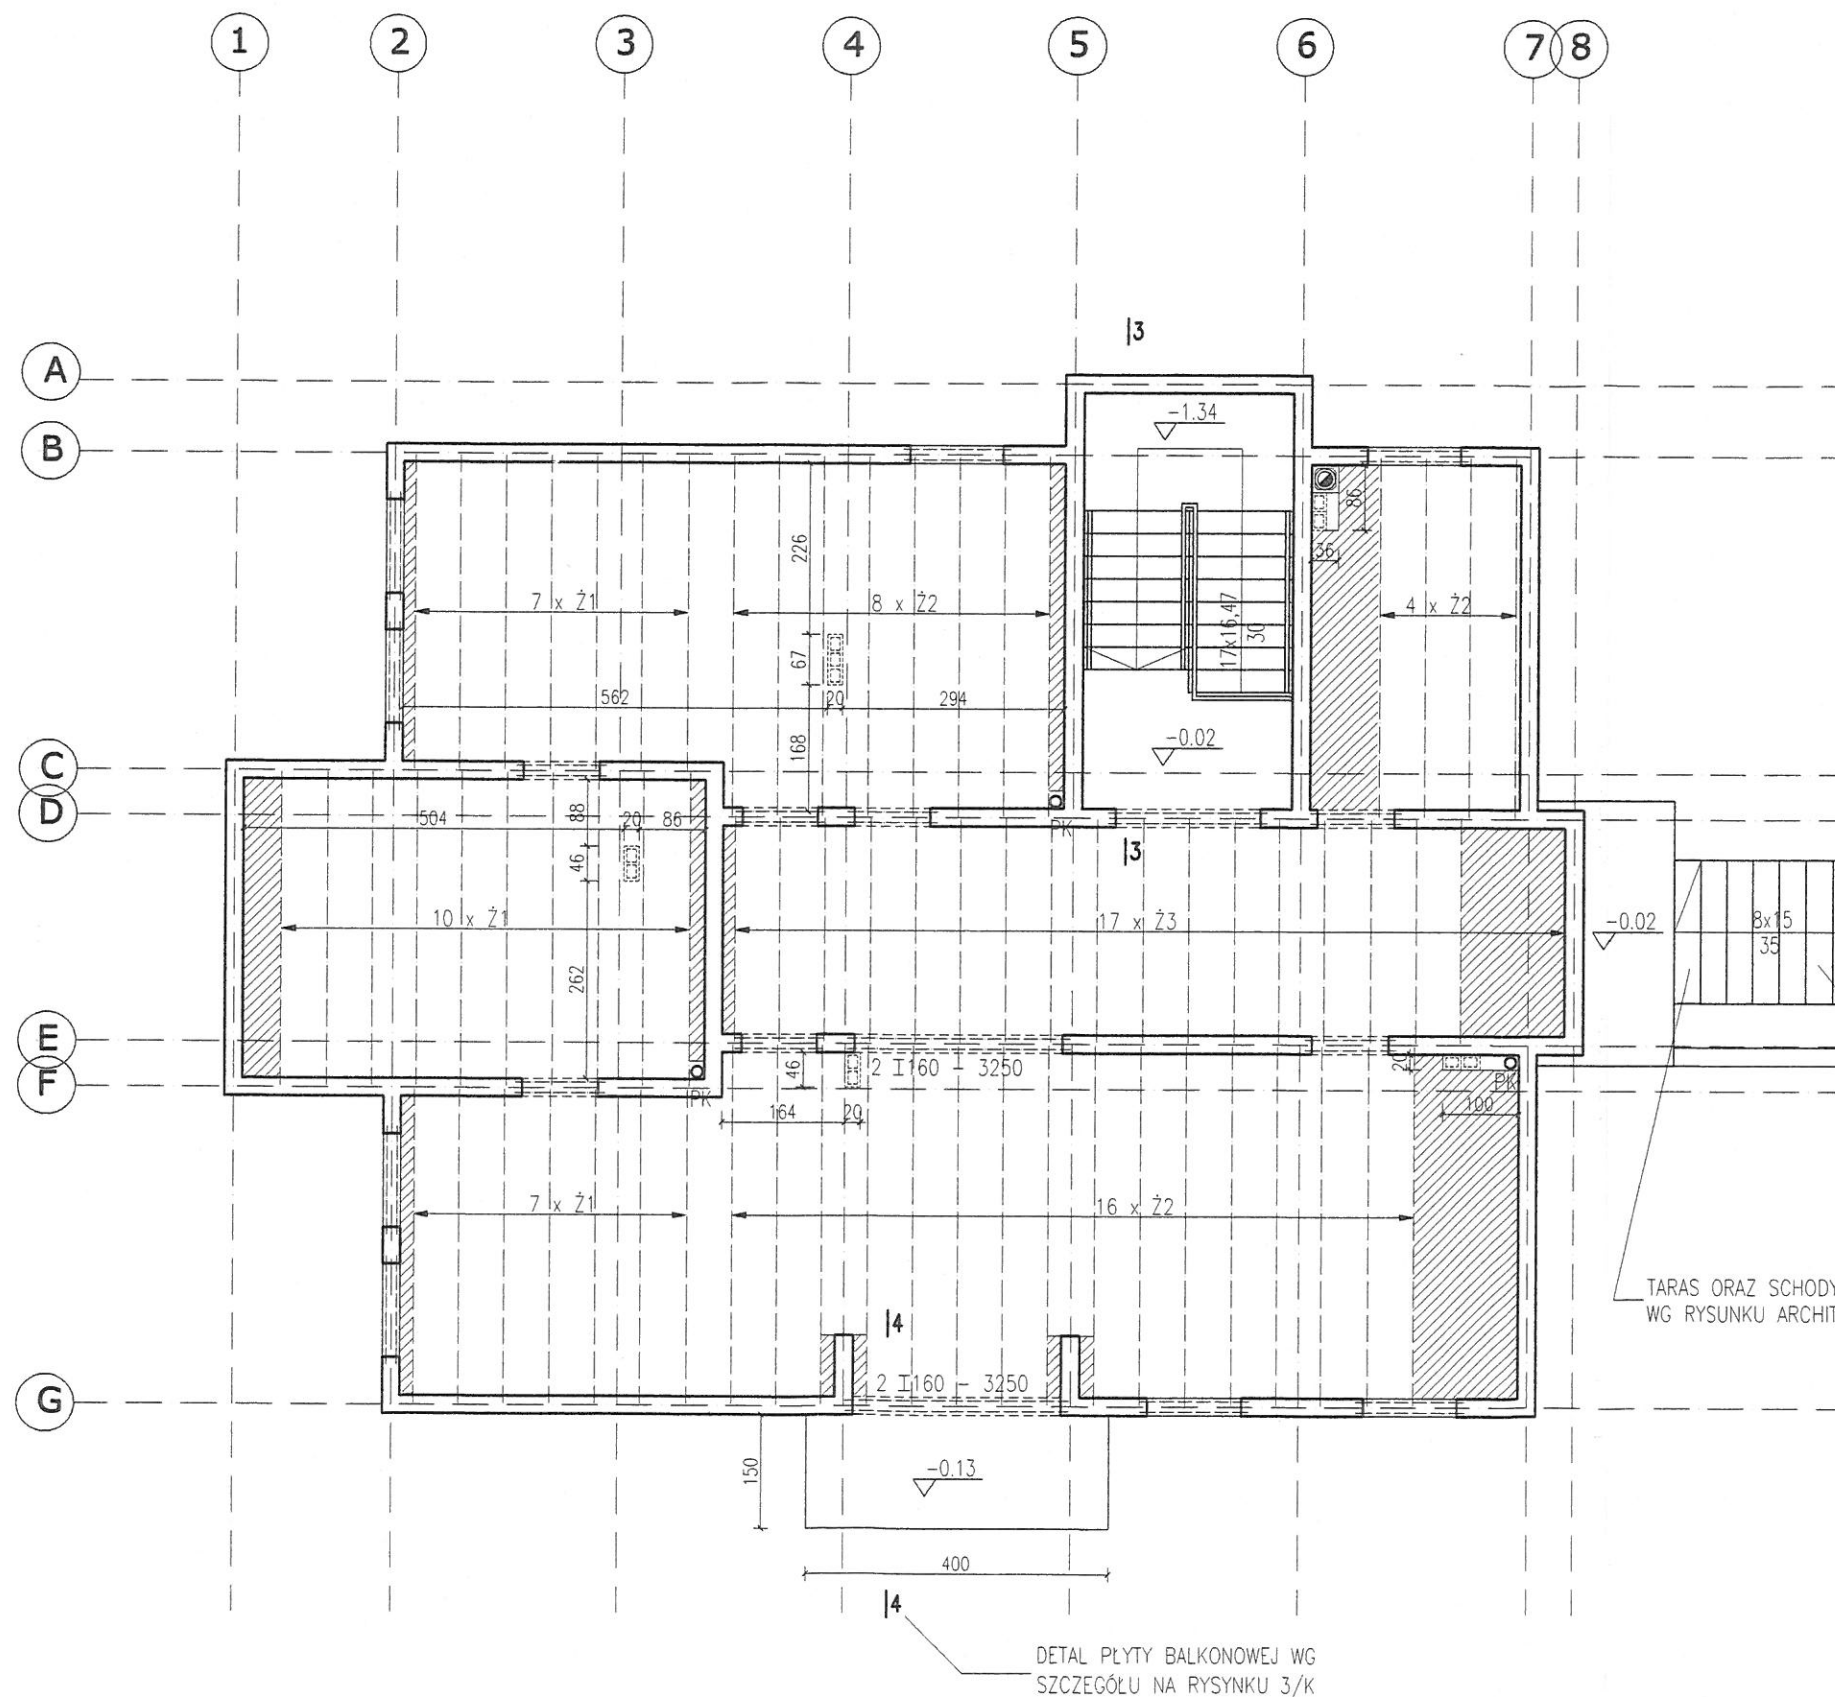 1 2 3 4 5 6 7 8
3
A
-1.34
B
86
226
36
7 x Ż1
8 x Ż2
17x16,47
30
4 x Ż2
67
562
20
294
168
-0.02
C
D
504
88
20
86
PK
3
46
10 x Ż1
17 x Ż3
-0.02
8x15
35
262
E
F
46
2 I160 - 3250
20
PK
PK
164
20
100
7 x Ż1
16 x Ż2
TARAS ORAZ SCHODY
WG RYSUNKU ARCHIT
4
2 I160 - 3250
G
150
-0.13
400
4
DETAL PŁYTY BALKONOWEJ WG
SZCZEGÓŁU NA RYSYNKU 3/K